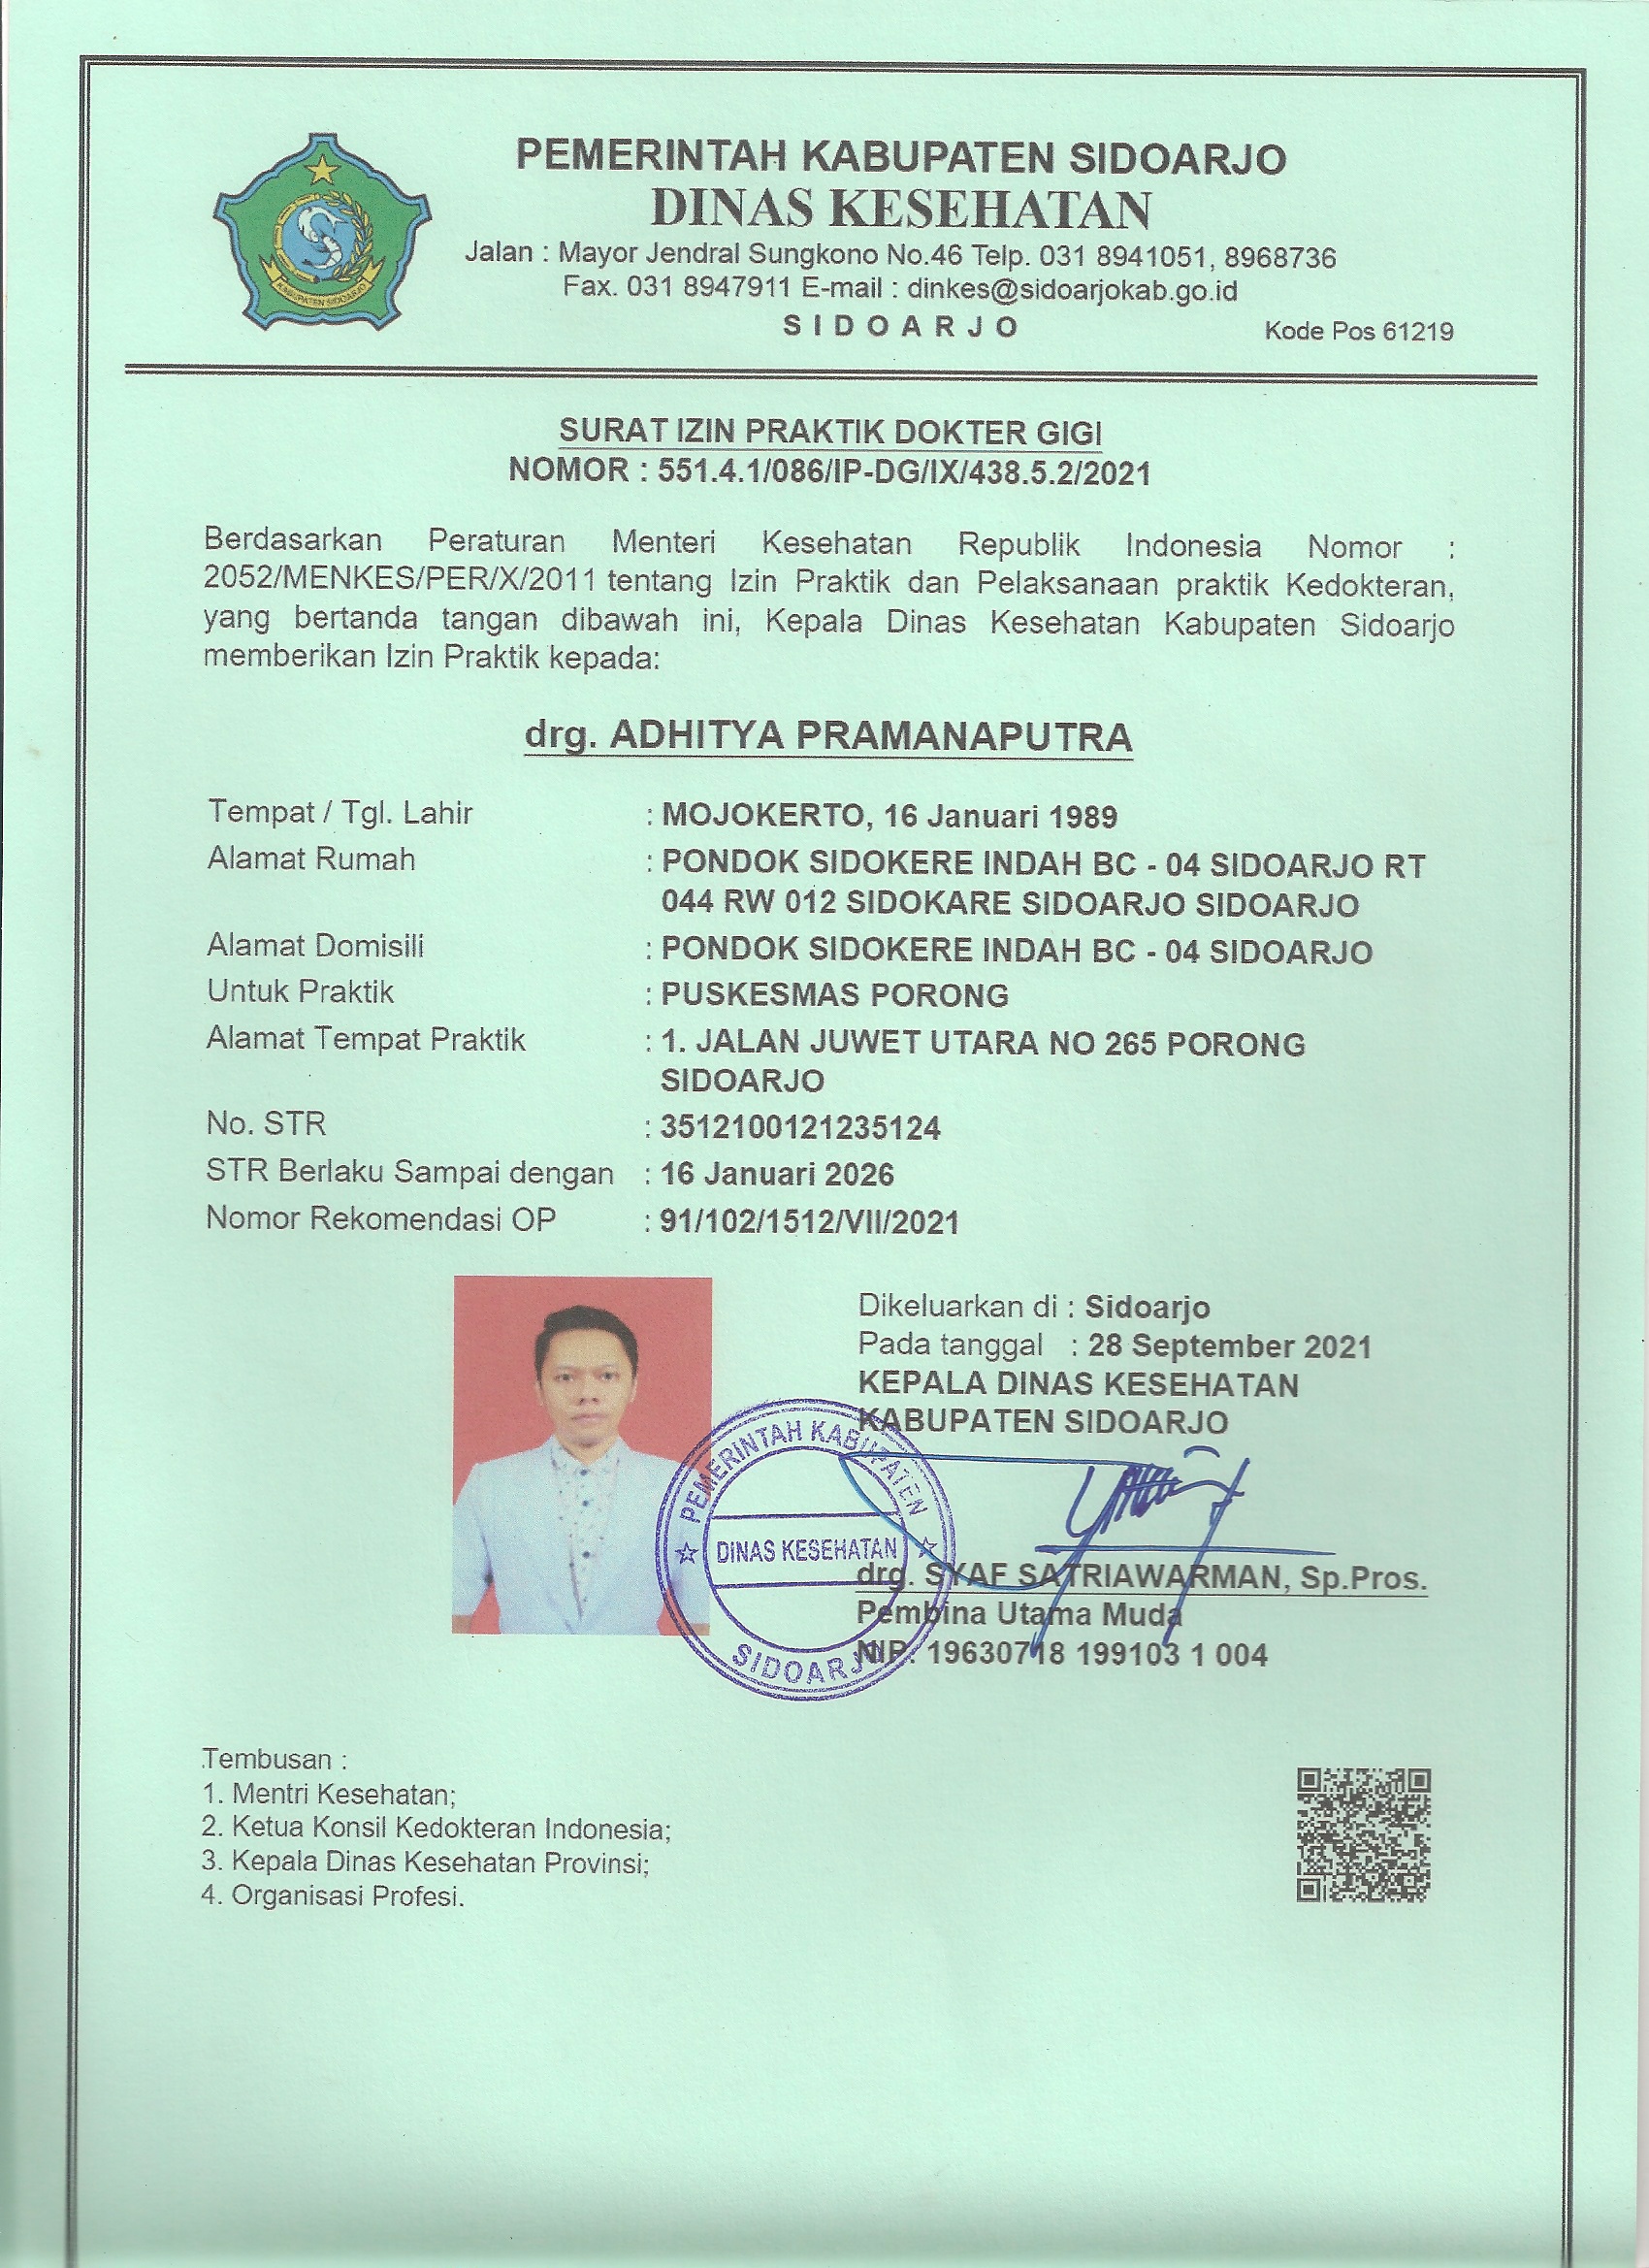 PEMERINTAH KABUPATEN SIDOARJO
DINAS KESEHATAN
Jalan : Mayor Jendral Sungkono No.46 Telp. 031 8941051, 8968736
Fax. 031 8947911 E-mail : dinkes@sidoarjokab.go.id
SIDOARJO
Kode Pos 61219
KABUPATEN SIDOARJO
SURAT IZIN PRAKTIK DOKTER GIGI
NOMOR : 551.4.1/086/IP-DG/IX/438.5.2/2021
Berdasarkan Peraturan Menteri Kesehatan Republik Indonesia Nomor :
2052/MENKES/PER/X/2011 tentang Izin Praktik dan Pelaksanaan praktik Kedokteran,
yang bertanda tangan dibawah ini, Kepala Dinas Kesehatan Kabupaten Sidoarjo
memberikan Izin Praktik kepada:
drg. ADHITYA PRAMANAPUTRA
Tempat / Tgl. Lahir : MOJOKERTO, 16 Januari 1989
Alamat Rumah : PONDOK SIDOKERE INDAH BC - 04 SIDOARJO RT
044 RW 012 SIDOKARE SIDOARJO SIDOARJO
Alamat Domisili : PONDOK SIDOKERE INDAH BC - 04 SIDOARJO
Untuk Praktik : PUSKESMAS PORONG
Alamat Tempat Praktik : 1. JALAN JUWET UTARA NO 265 PORONG
SIDOARJO
No. STR : 3512100121235124
STR Berlaku Sampai dengan : 16 Januari 2026
Nomor Rekomendasi OP : 91/102/1512/VII/2021
Dikeluarkan di : Sidoarjo
Pada tanggal : 28 September 2021
KEPALA DINAS KESEHATAN
KABUPATEN SIDOARJO
PEMERINTAH KABUPATEN
DINAS KESEHATAN
SIDOARJO
drg. SYAF SATRIAWARMAN, Sp.Pros.
Pembina Utama Muda
NIP. 19630718 199103 1 004
Tembusan :
1. Mentri Kesehatan;
2. Ketua Konsil Kedokteran Indonesia;
3. Kepala Dinas Kesehatan Provinsi;
4. Organisasi Profesi.